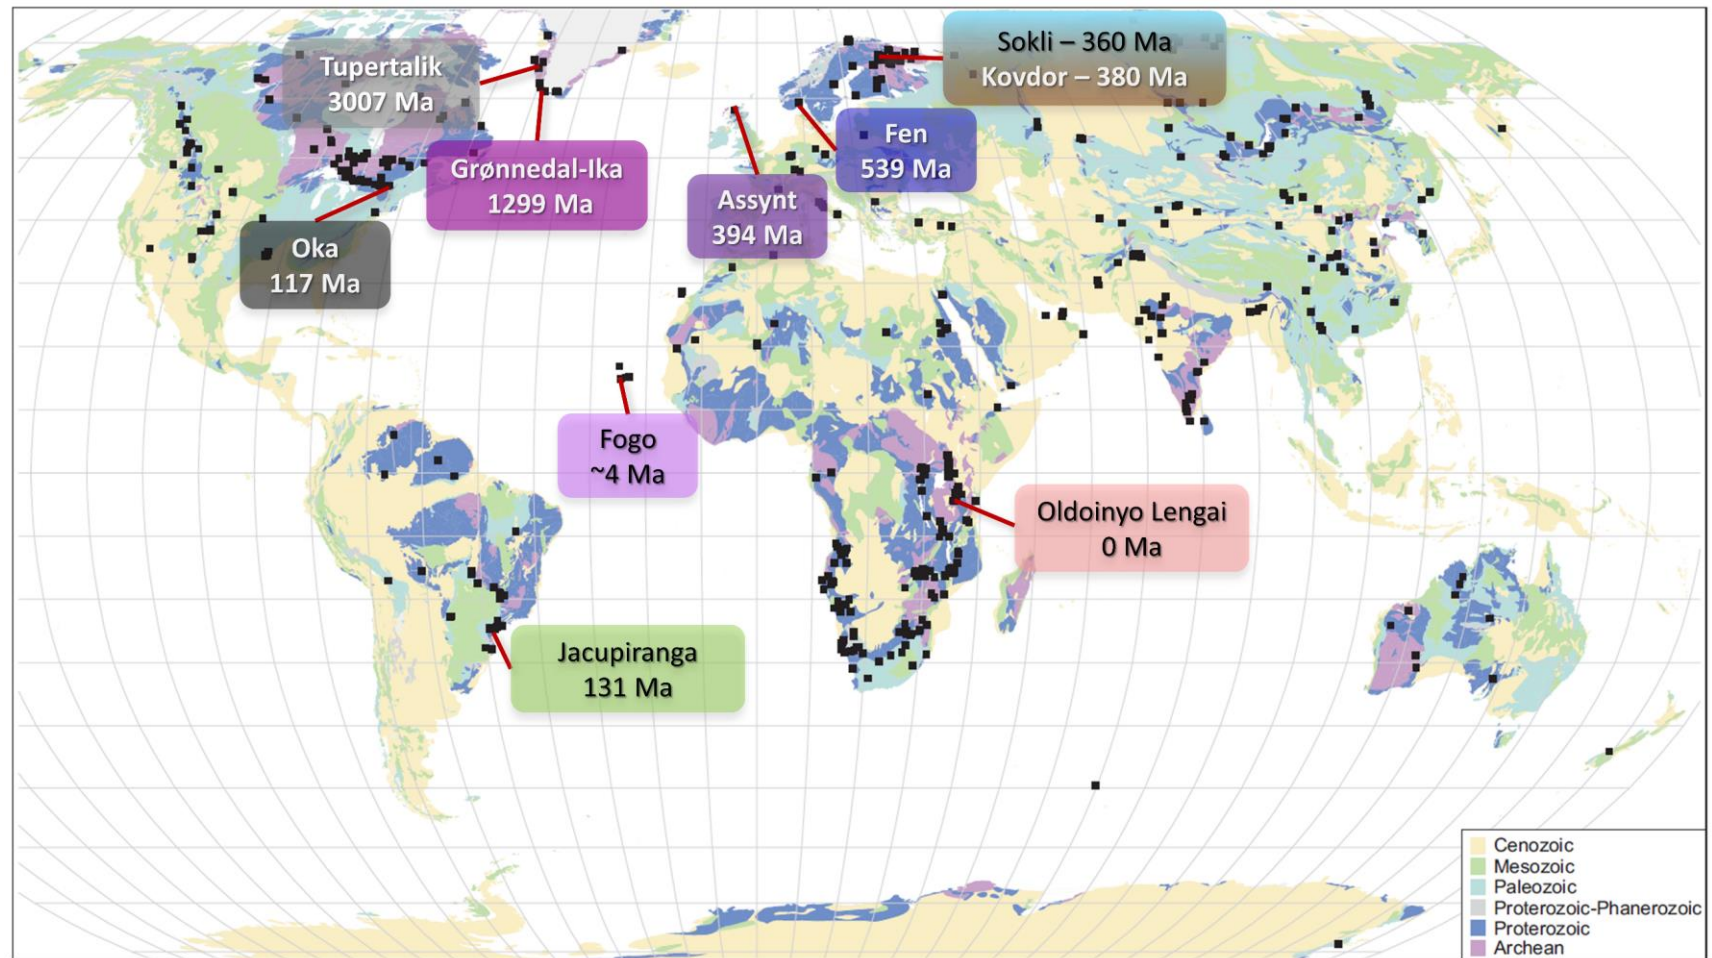 Tupertalik
3007 Ma
Sokli – 360 Ma
Kovdor – 380 Ma
Fen
539 Ma
Grønnedal-Ika
1299 Ma
Assynt
394 Ma
Oka
117 Ma
Fogo
~4 Ma
Oldoinyo Lengai
0 Ma
Jacupiranga
131 Ma
Cenozoic
Mesozoic
Paleozoic
Proterozoic-Phanerozoic
Proterozoic
Archean